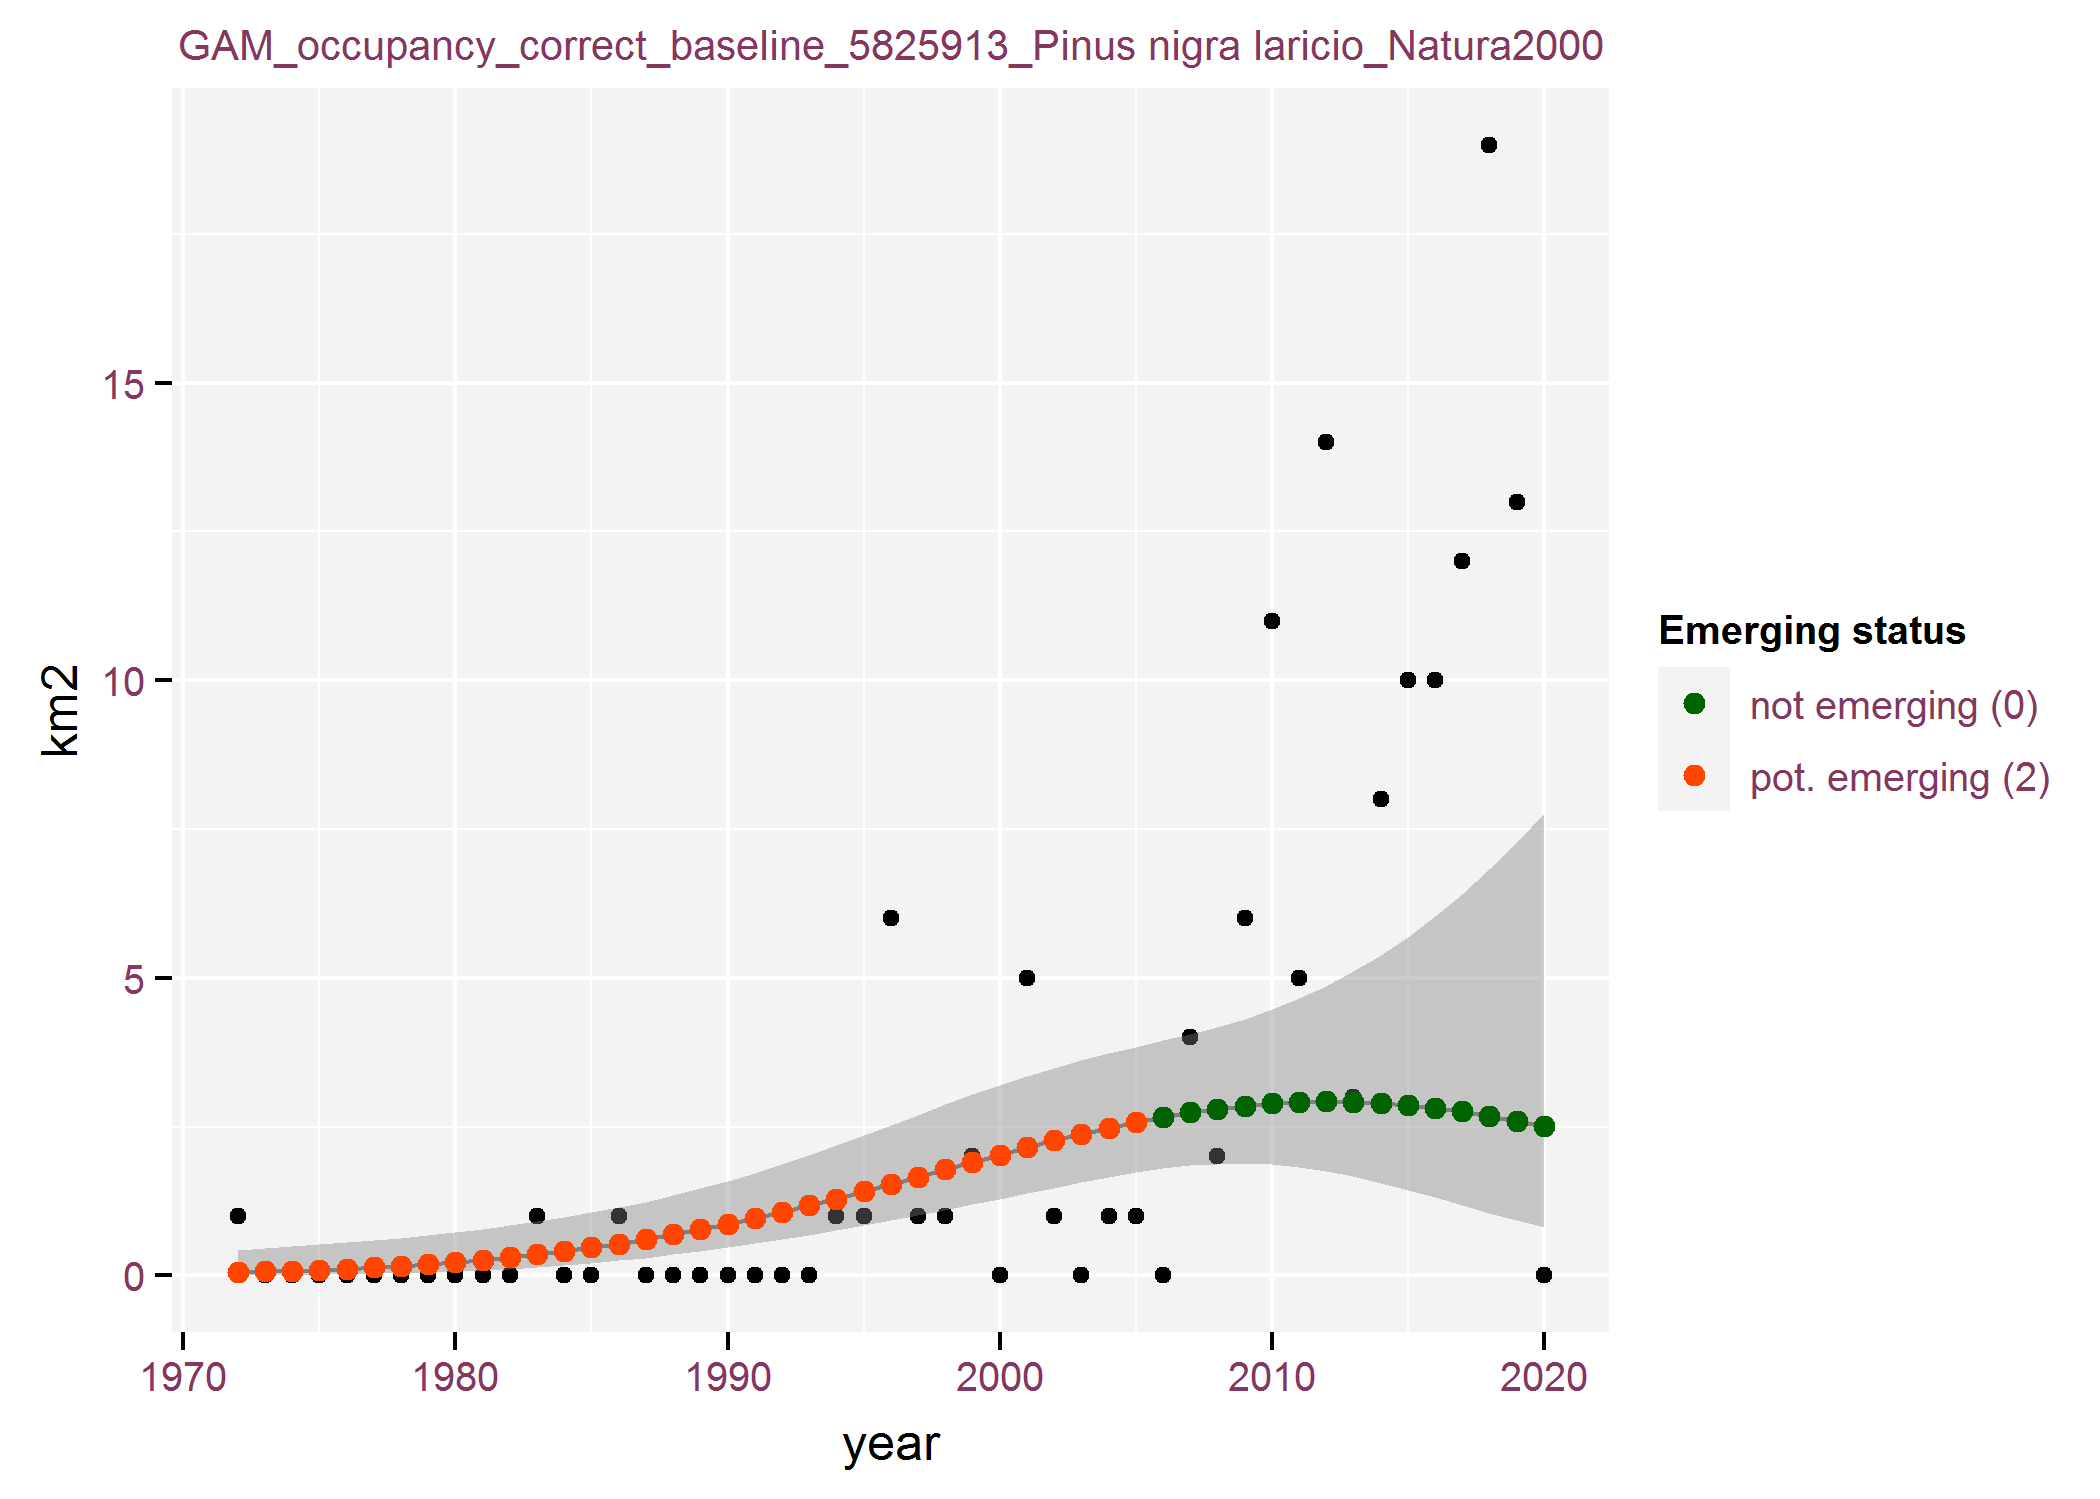 GAM_occupancy_correct_baseline_5825913_Pinus nigra laricio_Natura2000
km2
15
10
5
0
1970 1980 1990 2000 2010 2020
year
Emerging status
not emerging (0)
pot. emerging (2)